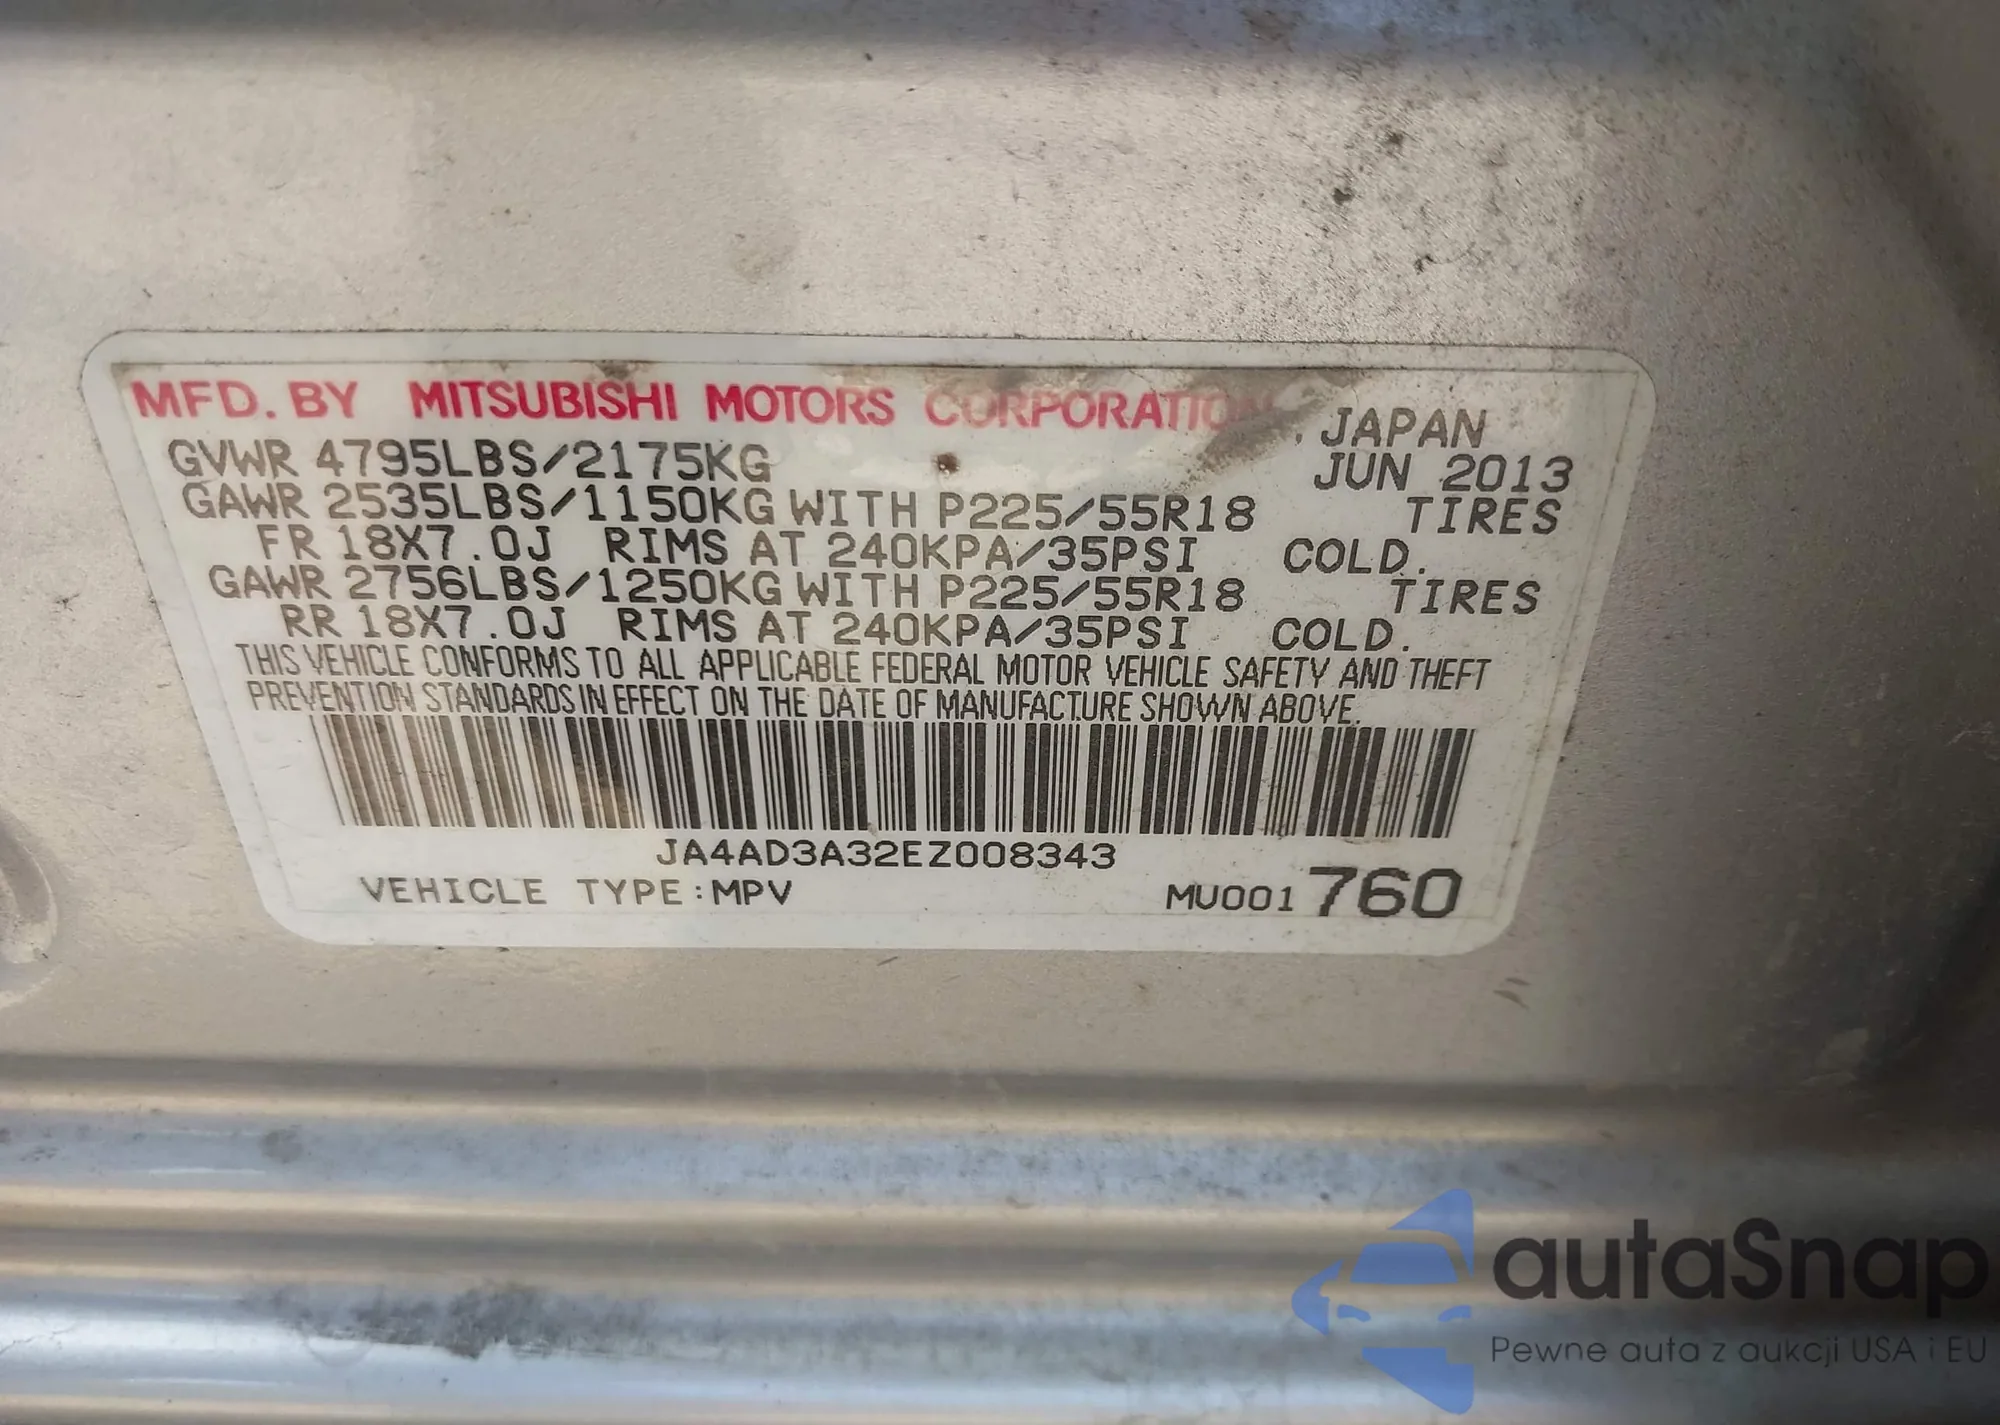 MFD. BY MITSUBISHI MOTORS CORPORATION, JAPAN
GVWR 4795LBS/2175KG JUN 2013
GAWR 2535LBS/1150KG WITH P225/55R18 TIRES
FR 18X7.0J RIMS AT 240KPA/35PSI COLD.
GAWR 2756LBS/1250KG WITH P225/55R18 TIRES
RR 18X7.0J RIMS AT 240KPA/35PSI COLD.
THIS VEHICLE CONFORMS TO ALL APPLICABLE FEDERAL MOTOR VEHICLE SAFETY AND THEFT
PREVENTION STANDARDS IN EFFECT ON THE DATE OF MANUFACTURE SHOWN ABOVE.
JA4AD3A32EZ008343
VEHICLE TYPE:MPV MU001760
autaSnap
Pewne auta z aukcji USA i EU